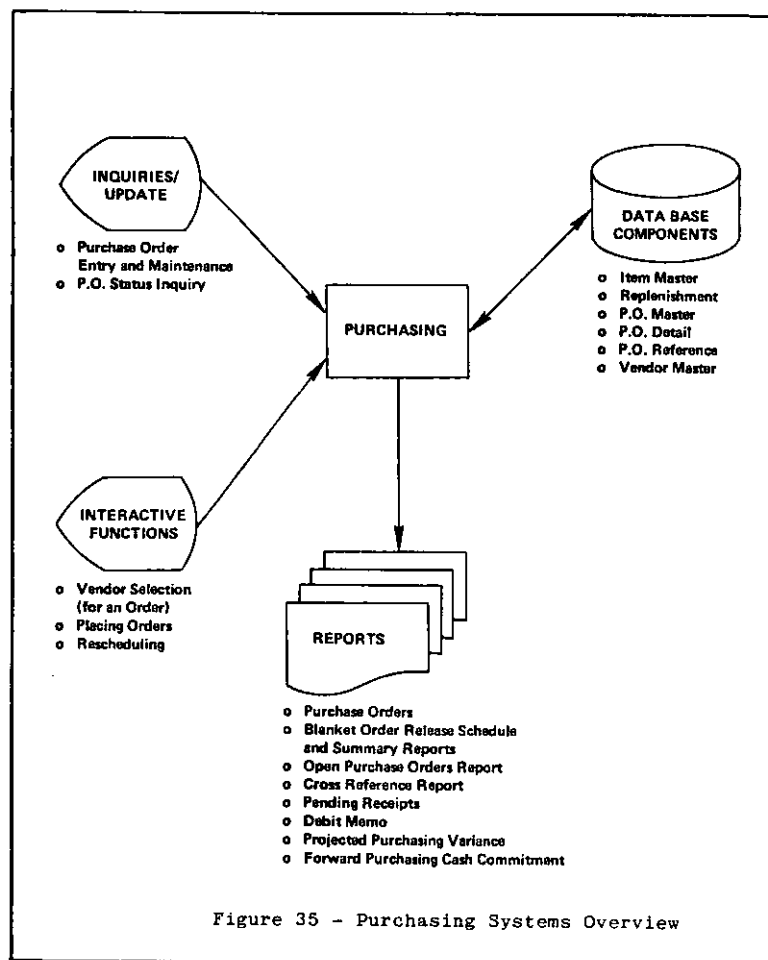 INQUIRIES/
UPDATE
o Purchase Order
Entry and Maintenance
o P.O. Status Inquiry
DATA BASE
COMPONENTS
o Item Master
o Replenishment
o P.O. Master
o P.O. Detail
o P.O. Reference
o Vendor Master
PURCHASING
INTERACTIVE
FUNCTIONS
o Vendor Selection
(for an Order)
o Placing Orders
o Rescheduling
REPORTS
o Purchase Orders
o Blanket Order Release Schedule
and Summary Reports
o Open Purchase Orders Report
o Cross Reference Report
o Pending Receipts
o Debit Memo
o Projected Purchasing Variance
o Forward Purchasing Cash Commitment
Figure 35 - Purchasing Systems Overview